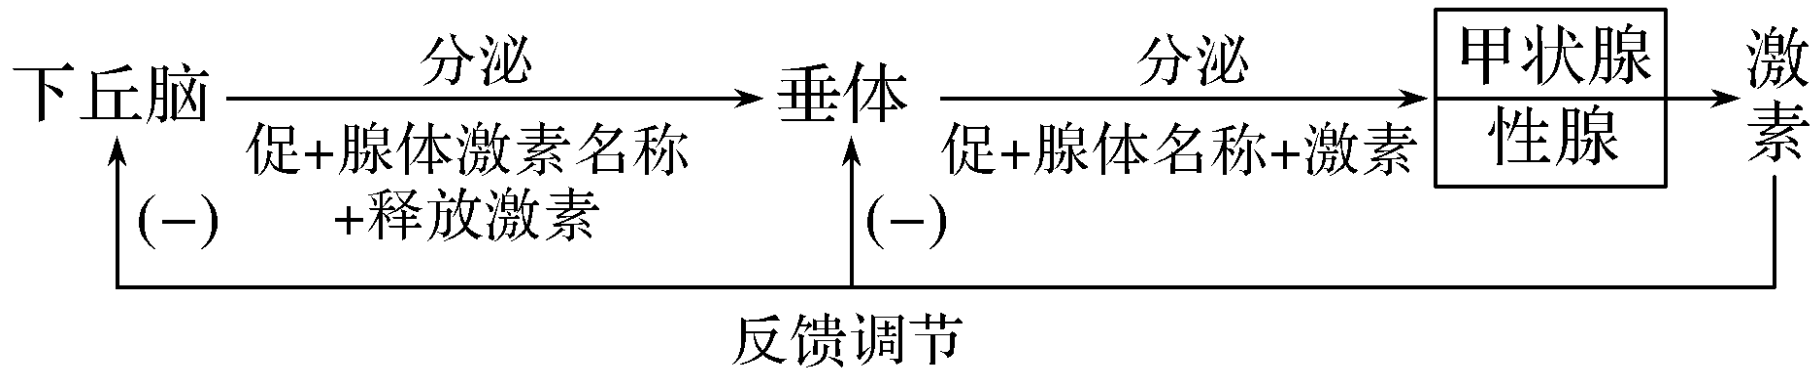 下丘脑
分泌
促+腺体激素名称
+释放激素
垂体
分泌
促+腺体名称+激素
甲状腺
性腺
激素
(−)
(−)
反馈调节